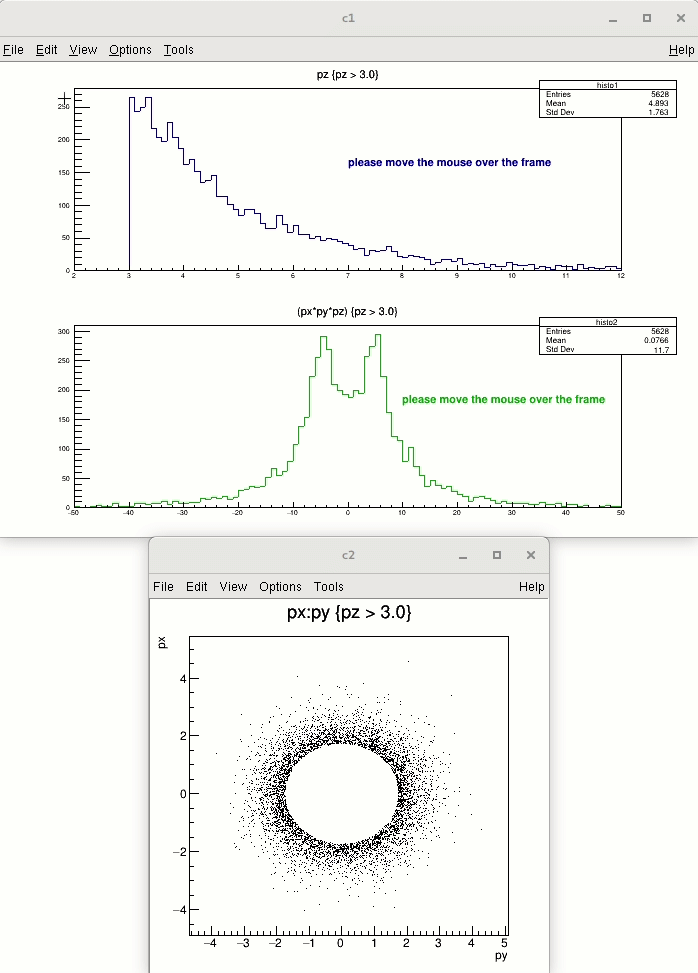 c1
File Edit View Options Tools Help
pz {pz > 3.0}
histo1
Entries 5628
Mean 4.893
Std Dev 1.763
please move the mouse over the frame
250
200
150
100
50
0
2 3 4 5 6 7 8 9 10 11 12
(px*py*pz) {pz > 3.0}
histo2
Entries 5628
Mean 0.0766
Std Dev 11.7
please move the mouse over the frame
300
250
200
150
100
50
0
−50 −40 −30 −20 −10 0 10 20 30 40 50
c2
File Edit View Options Tools Help
px:py {pz > 3.0}
px
4
2
0
−2
−4
−4 −3 −2 −1 0 1 2 3 4 5
py